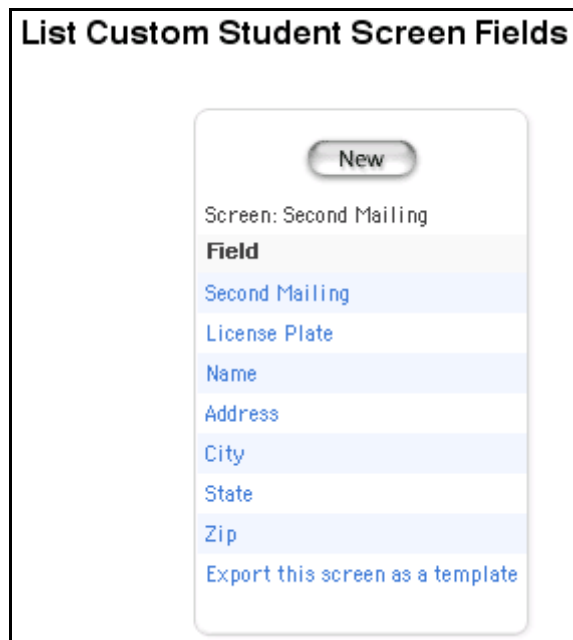 List Custom Student Screen Fields
New
Screen: Second Mailing
Field
Second Mailing
License Plate
Name
Address
City
State
Zip
Export this screen as a template